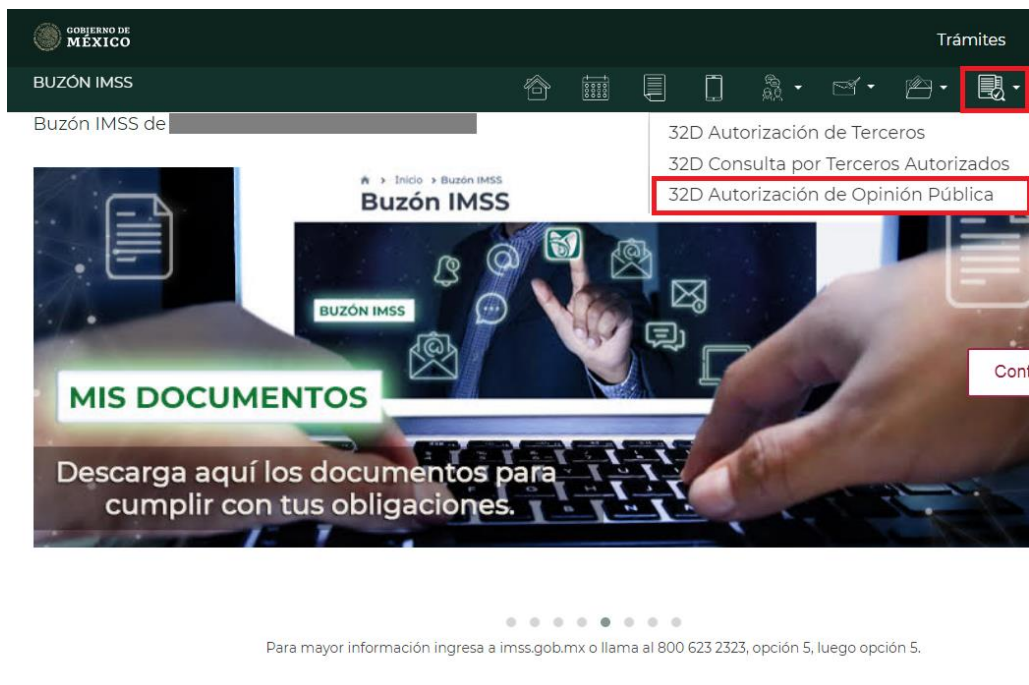 GOBIERNO DE
MÉXICO
Trámites
BUZÓN IMSS
Buzón IMSS de
32D Autorización de Terceros
32D Consulta por Terceros Autorizados
32D Autorización de Opinión Pública
Inicio > Buzón IMSS
Buzón IMSS
BUZÓN IMSS
MIS DOCUMENTOS
Descarga aquí los documentos para
cumplir con tus obligaciones.
Para mayor información ingresa a imss.gob.mx o llama al 800 623 2323, opción 5, luego opción 5.